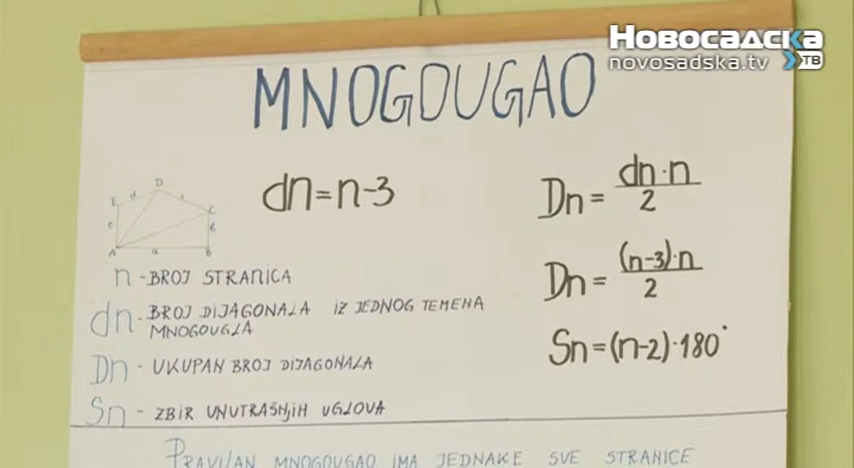 НОВОСАДСКА
novosadska.tv ТВ
MNOGOUGAO
dn=n-3
Dn = dn·n / 2
Dn = (n-3)·n / 2
Sn=(n-2)·180°
E d D c C
e b
A a B
n - BROJ STRANICA
dn - BROJ DIJAGONALA IZ JEDNOG TEMENA
MNOGOUGLA
Dn - UKUPAN BROJ DIJAGONALA
Sn - ZBIR UNUTRAŠNJIH UGLOVA
PRAVILAN MNOGOUGAO IMA JEDNAKE SVE STRANICE